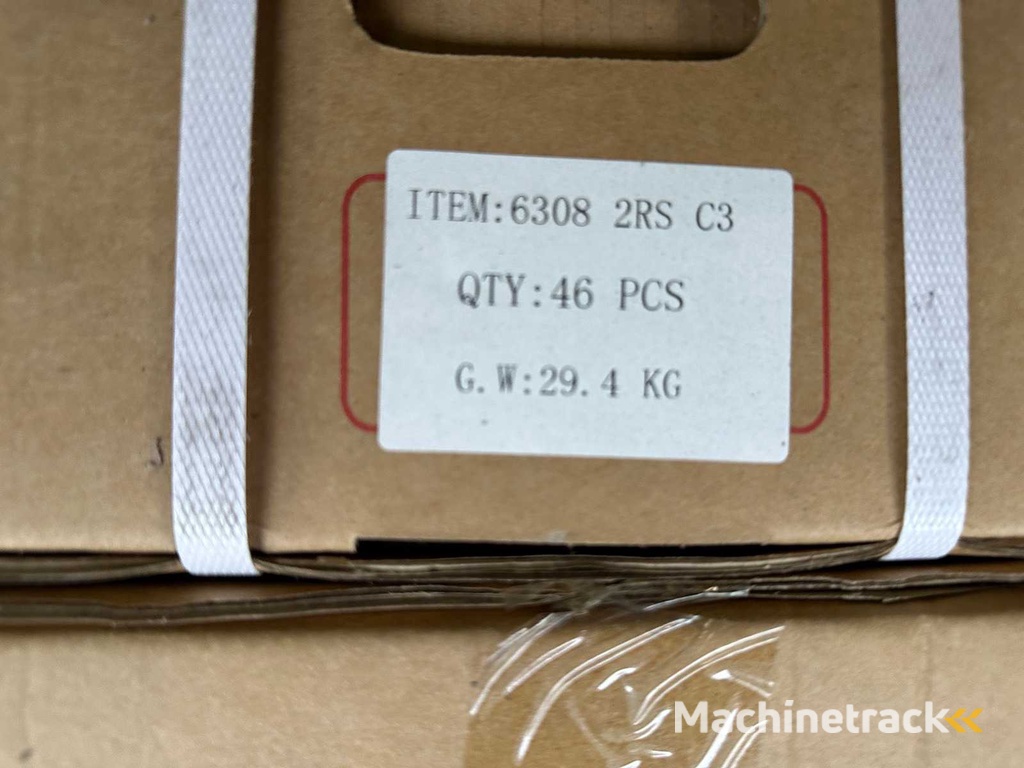 ITEM:6308 2RS C3
QTY:46 PCS
G.W:29.4 KG
Machinetrack